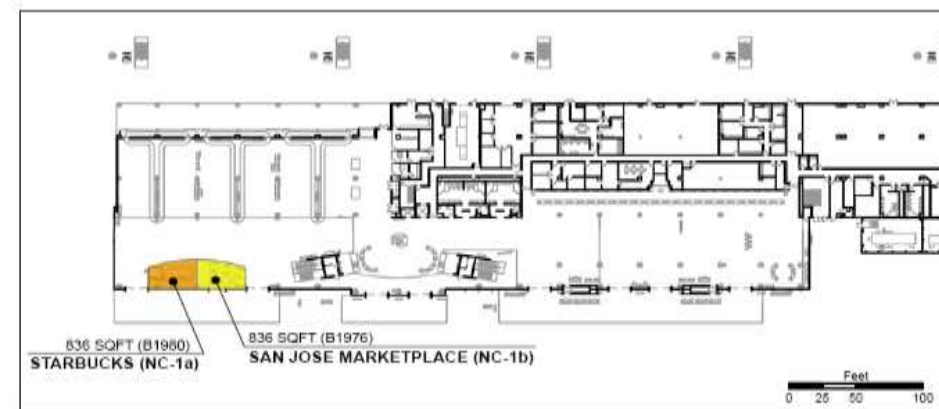 836 SQFT (B1980)
STARBUCKS (NC-1a)
836 SQFT (B1976)
SAN JOSE MARKETPLACE (NC-1b)
Feet
0 25 50 100